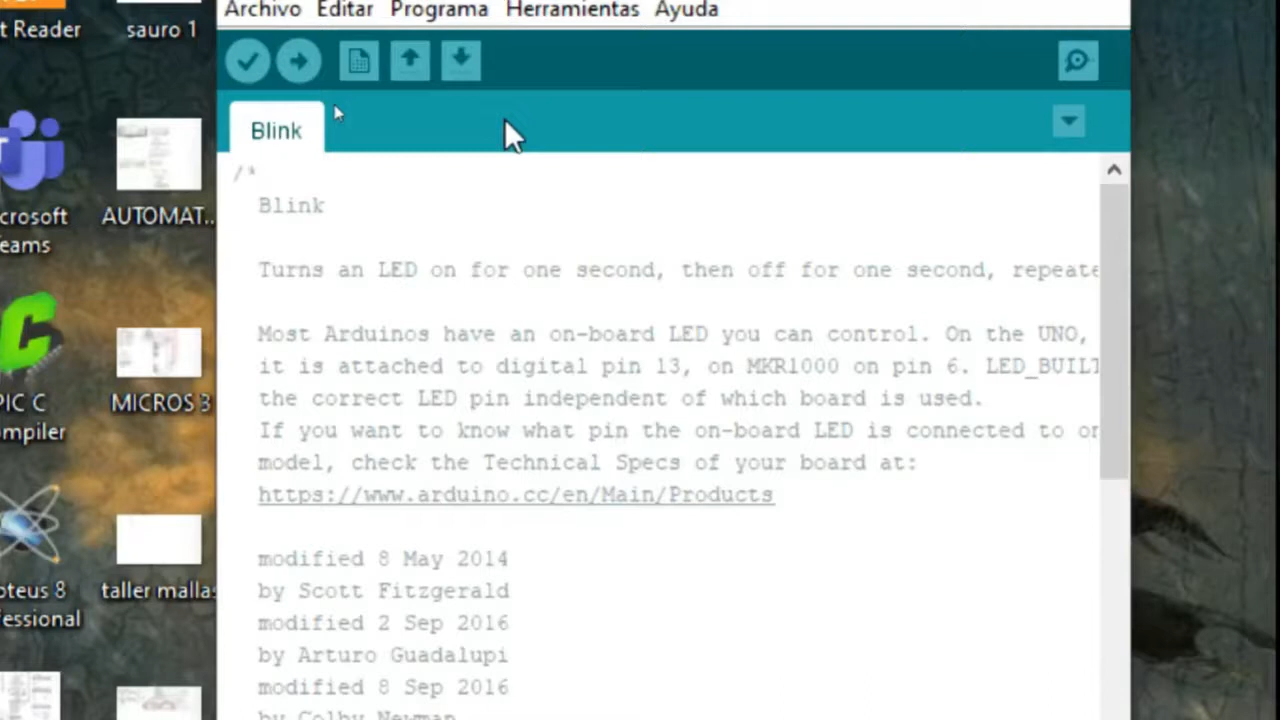 Archivo Editar Programa Herramientas Ayuda
t Reader
sauro 1
Blink
/*
Blink
Turns an LED on for one second, then off for one second, repeate
Most Arduinos have an on-board LED you can control. On the UNO,
it is attached to digital pin 13, on MKR1000 on pin 6. LED_BUILT
the correct LED pin independent of which board is used.
If you want to know what pin the on-board LED is connected to on
model, check the Technical Specs of your board at:
https://www.arduino.cc/en/Main/Products
modified 8 May 2014
by Scott Fitzgerald
modified 2 Sep 2016
by Arturo Guadalupi
modified 8 Sep 2016
by Colby Newman
crosoft
eams
AUTOMAT...
PIC C
mpiler
MICROS 3
oteus 8
fessional
taller mallas